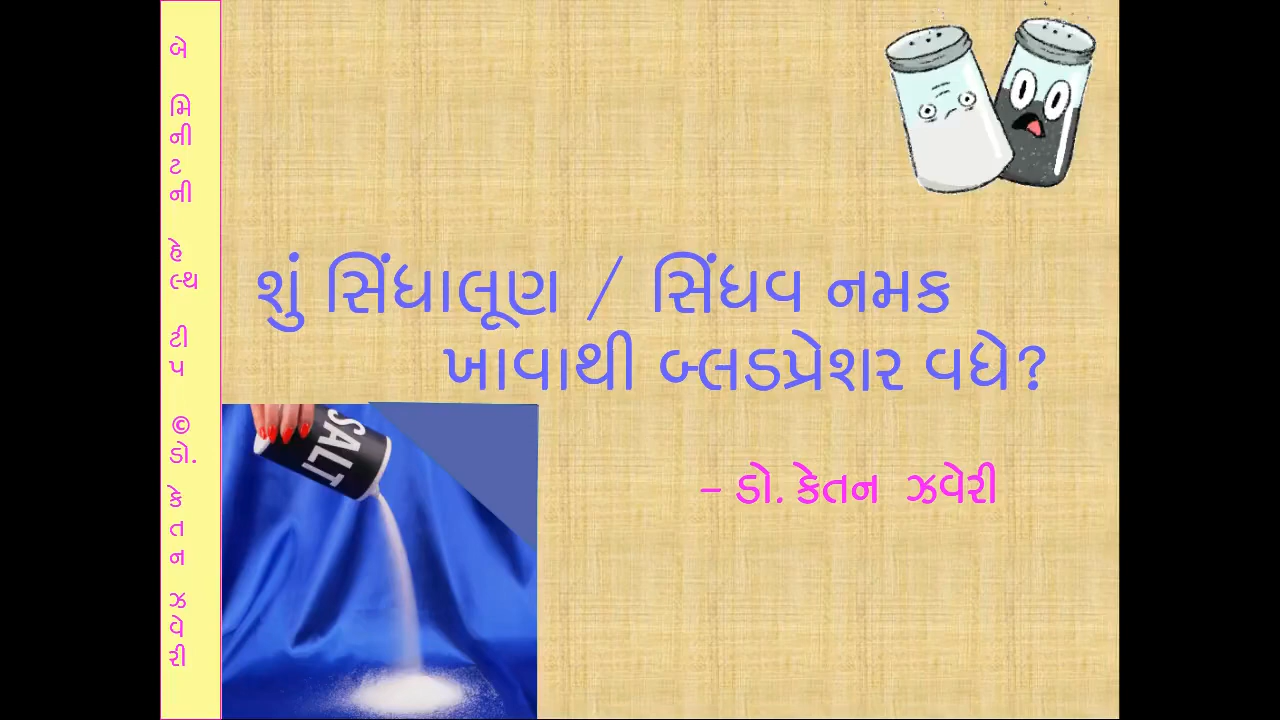 બે મિનીટની હેલ્થ ટીપ © ડો. કેતન ઝવેરી
શું સિંધાલૂણ / સિંધવ નમક
ખાવાથી બ્લડપ્રેશર વધે?
– ડો. કેતન ઝવેરી
SALT